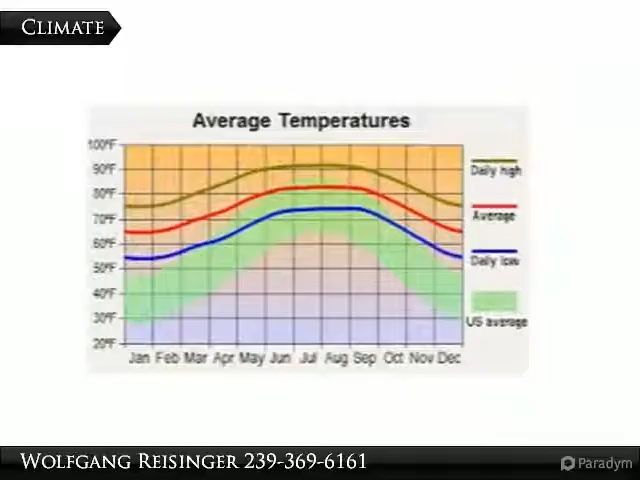 Climate
Average Temperatures
100°F
90°F
80°F
70°F
60°F
50°F
40°F
30°F
20°F
Jan Feb Mar Apr May Jun Jul Aug Sep Oct Nov Dec
Daily high
Average
Daily low
US average
Wolfgang Reisinger 239-369-6161
Paradym